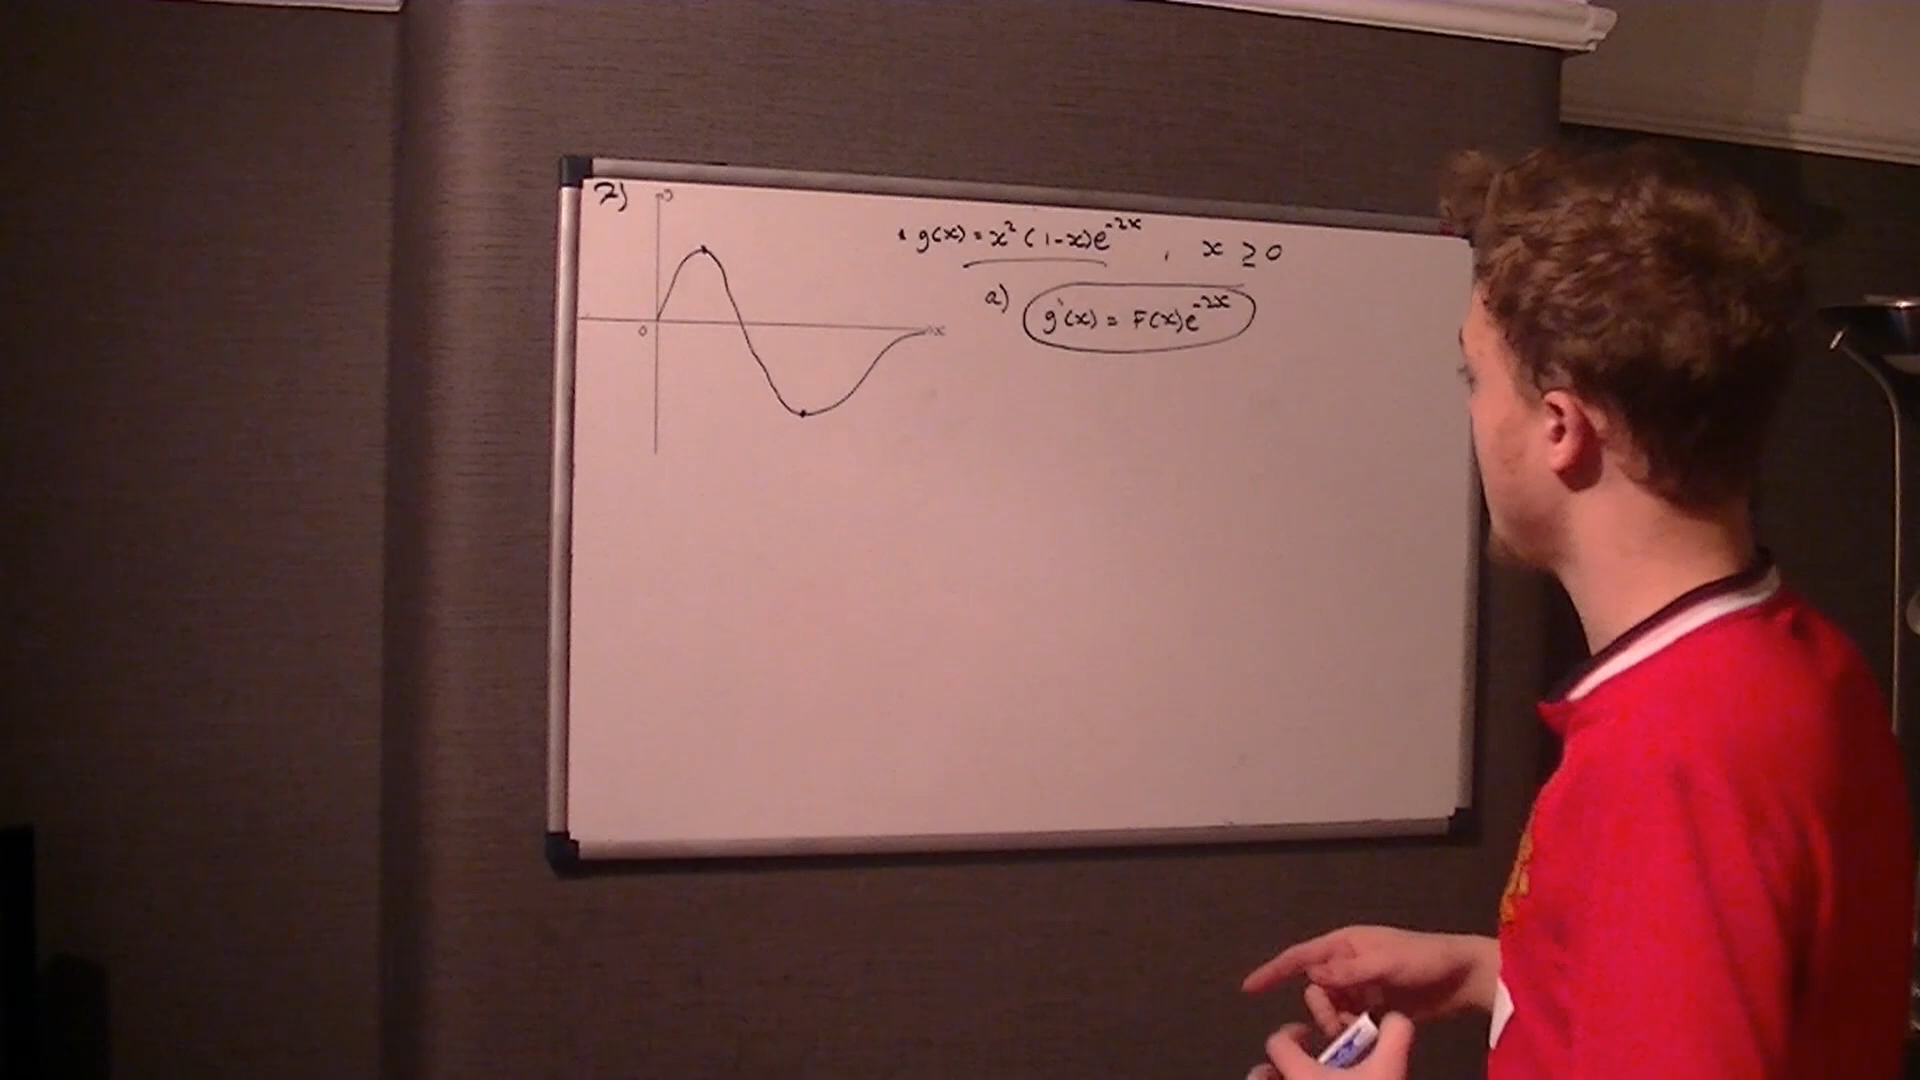 7)
y
g(x) = x²(1-x)e⁻²ˣ , x ≥ 0
a) g'(x) = f(x)e⁻²ˣ
0
x